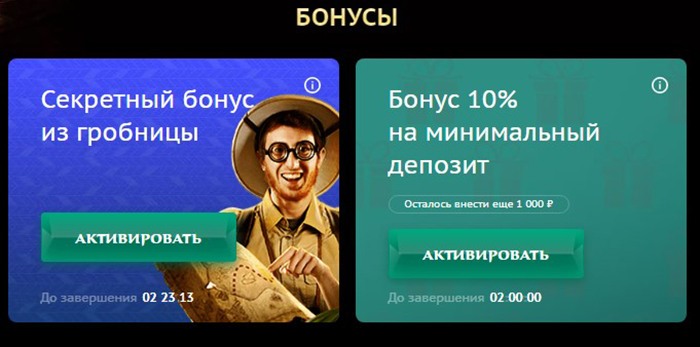 БОНУСЫ
Секретный бонус
из гробницы
АКТИВИРОВАТЬ
До завершения 02 23 13
Бонус 10%
на минимальный
депозит
Осталось внести еще 1 000 ₽
АКТИВИРОВАТЬ
До завершения 02:00:00